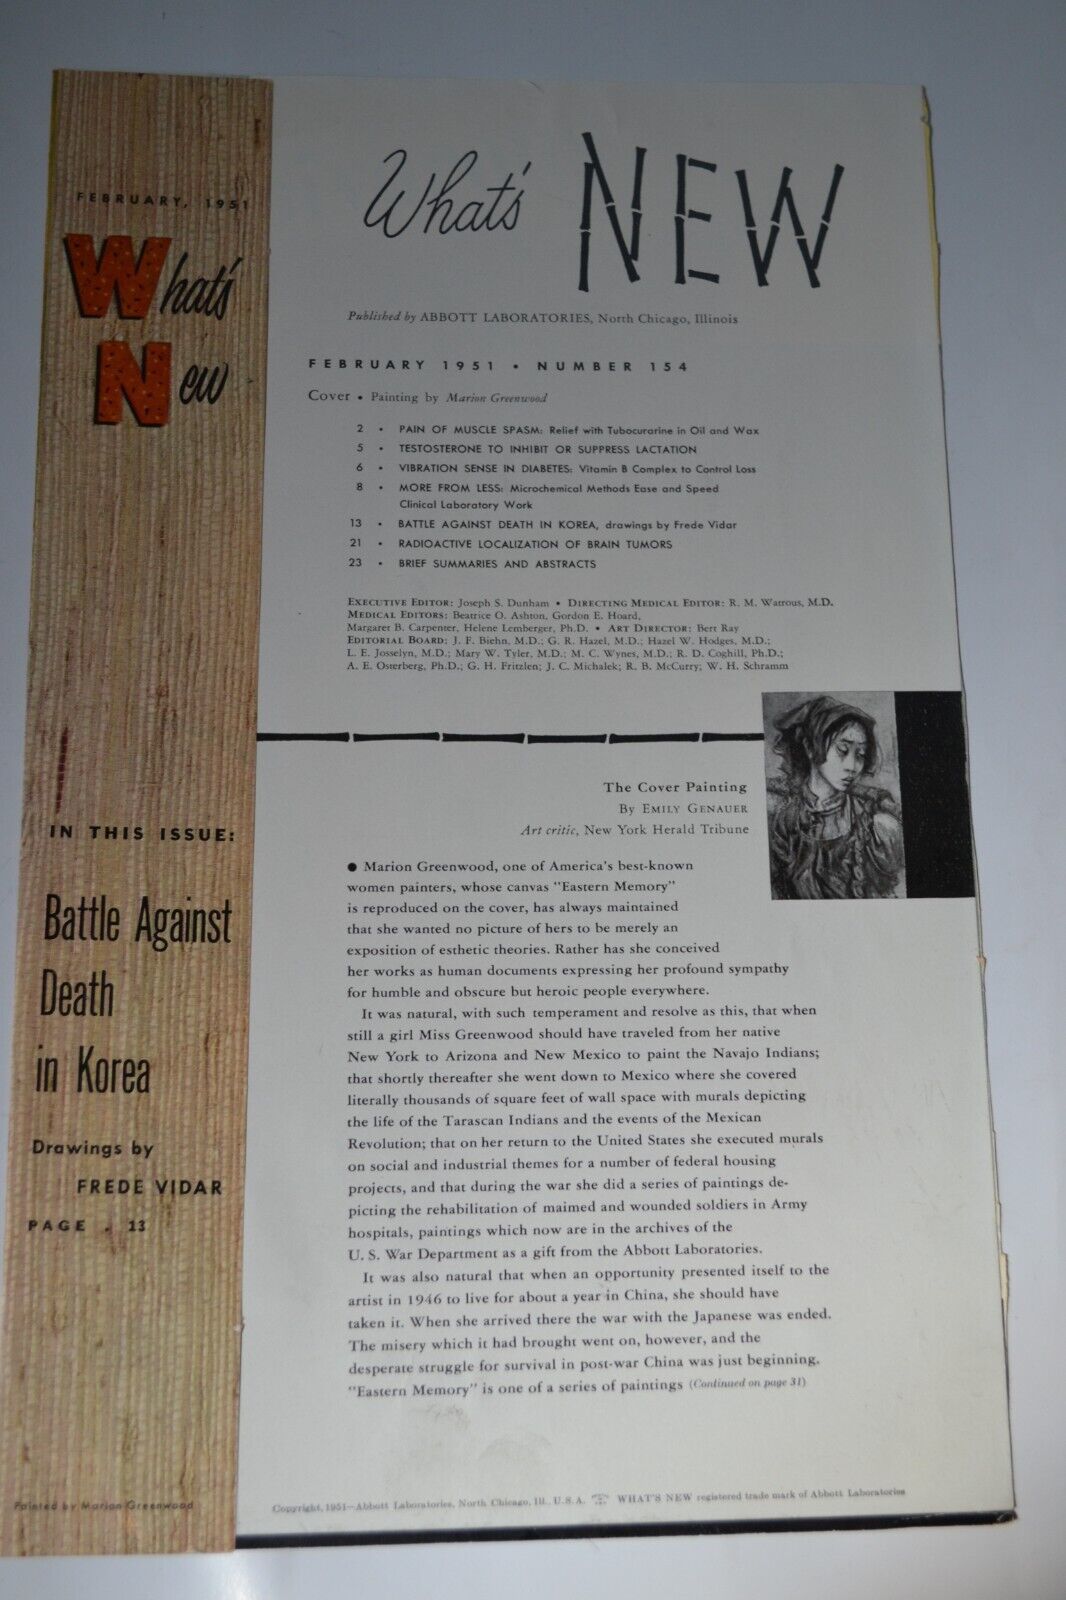 FEBRUARY, 1951
What's
New
IN THIS ISSUE:
Battle Against
Death
in Korea
Drawings by
FREDE VIDAR
PAGE . 13
Painted by Marion Greenwood
What's NEW
Published by ABBOTT LABORATORIES, North Chicago, Illinois
FEBRUARY 1951 • NUMBER 154
Cover • Painting by Marion Greenwood
2 • PAIN OF MUSCLE SPASM: Relief with Tubocurarine in Oil and Wax
5 • TESTOSTERONE TO INHIBIT OR SUPPRESS LACTATION
6 • VIBRATION SENSE IN DIABETES: Vitamin B Complex to Control Loss
8 • MORE FROM LESS: Microchemical Methods Ease and Speed
Clinical Laboratory Work
13 • BATTLE AGAINST DEATH IN KOREA, drawings by Frede Vidar
21 • RADIOACTIVE LOCALIZATION OF BRAIN TUMORS
23 • BRIEF SUMMARIES AND ABSTRACTS
EXECUTIVE EDITOR: Joseph S. Dunham • DIRECTING MEDICAL EDITOR: R. M. Watrous, M.D.
MEDICAL EDITORS: Beatrice O. Ashton, Gordon E. Hoard,
Margaret B. Carpenter, Helene Lemberger, Ph.D. • ART DIRECTOR: Bert Ray
EDITORIAL BOARD: J. F. Biehn, M.D.; G. R. Hazel, M.D.; Hazel W. Hodges, M.D.;
L. E. Josselyn, M.D.; Mary W. Tyler, M.D.; M. C. Wynes, M.D.; R. D. Coghill, Ph.D.;
A. E. Osterberg, Ph.D.; G. H. Fritzlen; J. C. Michalek; R. B. McCurry; W. H. Schramm
The Cover Painting
By EMILY GENAUER
Art critic, New York Herald Tribune
● Marion Greenwood, one of America's best-known
women painters, whose canvas "Eastern Memory"
is reproduced on the cover, has always maintained
that she wanted no picture of hers to be merely an
exposition of esthetic theories. Rather has she conceived
her works as human documents expressing her profound sympathy
for humble and obscure but heroic people everywhere.
It was natural, with such temperament and resolve as this, that when
still a girl Miss Greenwood should have traveled from her native
New York to Arizona and New Mexico to paint the Navajo Indians;
that shortly thereafter she went down to Mexico where she covered
literally thousands of square feet of wall space with murals depicting
the life of the Tarascan Indians and the events of the Mexican
Revolution; that on her return to the United States she executed murals
on social and industrial themes for a number of federal housing
projects, and that during the war she did a series of paintings de-
picting the rehabilitation of maimed and wounded soldiers in Army
hospitals, paintings which now are in the archives of the
U. S. War Department as a gift from the Abbott Laboratories.
It was also natural that when an opportunity presented itself to the
artist in 1946 to live for about a year in China, she should have
taken it. When she arrived there the war with the Japanese was ended.
The misery which it had brought went on, however, and the
desperate struggle for survival in post-war China was just beginning.
"Eastern Memory" is one of a series of paintings (Continued on page 31)
Copyright, 1951—Abbott Laboratories, North Chicago, Ill., U.S.A. WHAT'S NEW registered trade mark of Abbott Laboratories